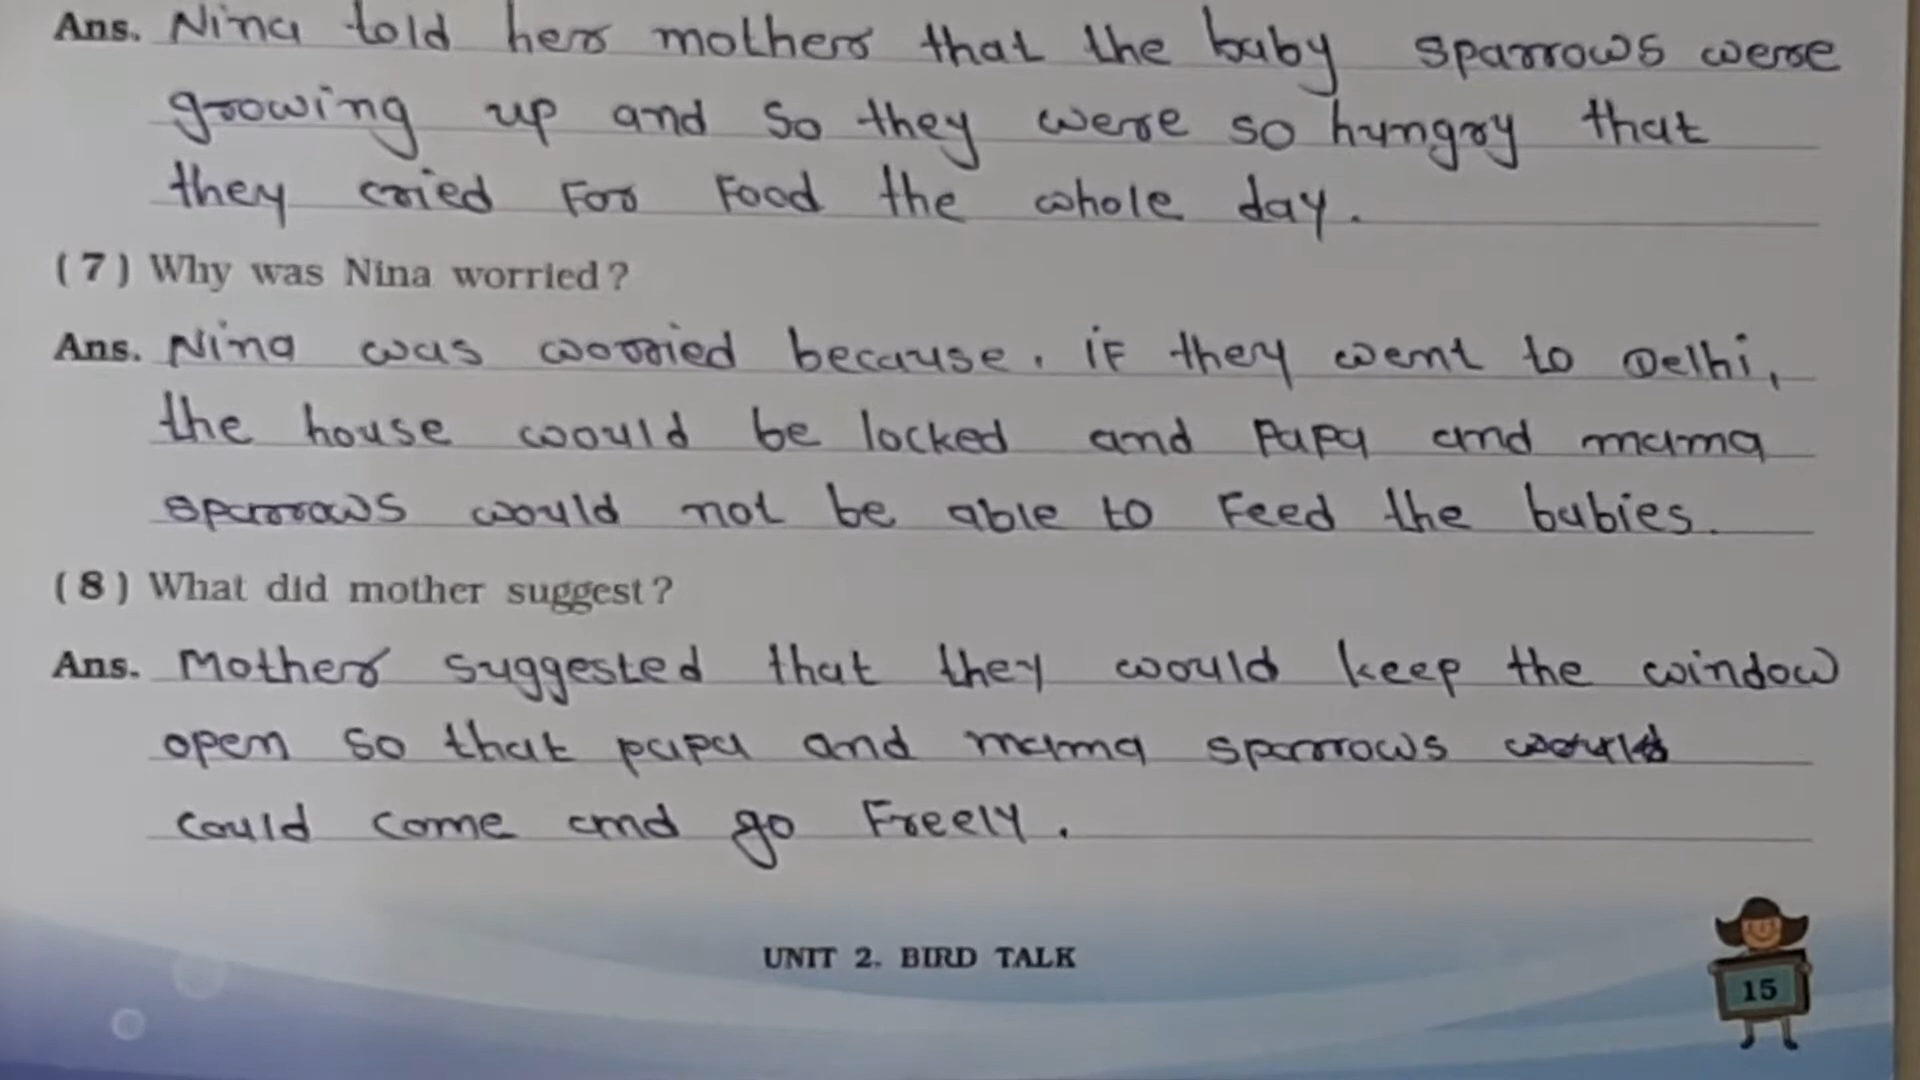 Ans. Nina told her mother that the baby sparrows were
growing up and so they were so hungry that
they cried For Food the whole day.
(7) Why was Nina worried?
Ans. Nina was worried because. iF they went to Delhi,
the house would be locked and Papa and mama
sparrows would not be able to Feed the babies.
(8) What did mother suggest?
Ans. Mother suggested that they would keep the window
open so that papa and mama sparrows would
could come and go Freely.
UNIT 2. BIRD TALK
15